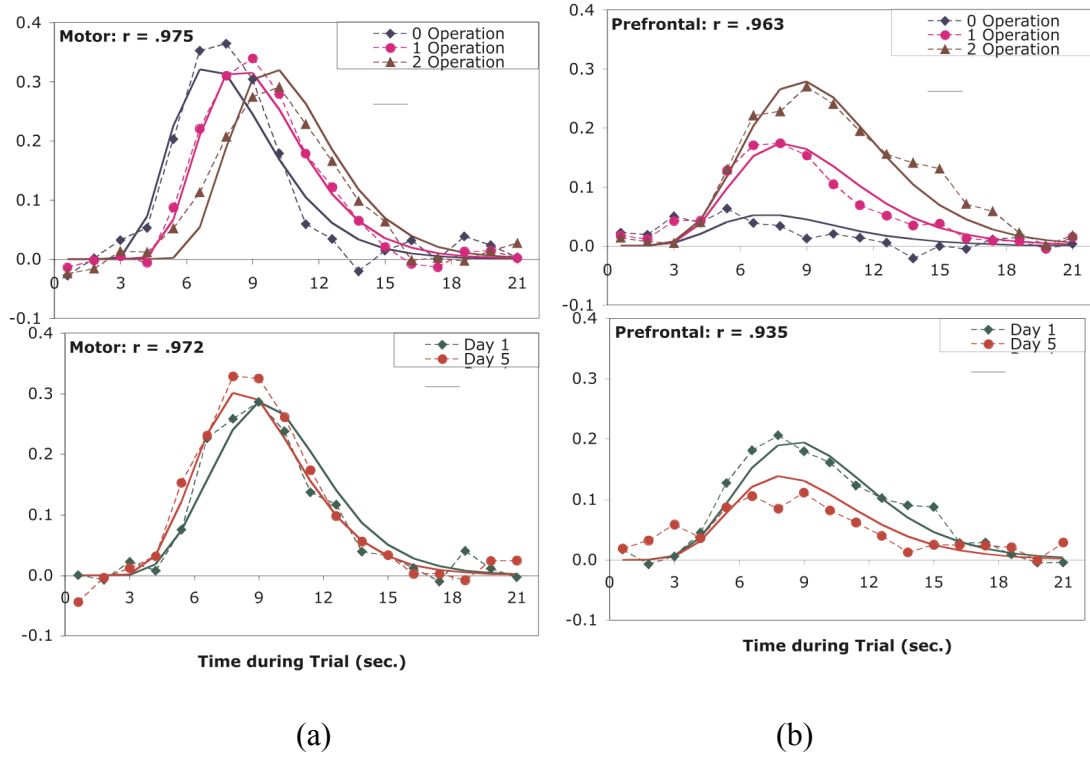 Motor: r = .975
0 Operation
1 Operation
2 Operation
0.4
0.3
0.2
0.1
0.0
-0.1
0 3 6 9 12 15 18 21
Prefrontal: r = .963
0 Operation
1 Operation
2 Operation
0.4
0.3
0.2
0.1
0.0
-0.1
0 3 6 9 12 15 18 21
Motor: r = .972
Day 1
Day 5
0.4
0.3
0.2
0.1
0.0
-0.1
0 3 6 9 12 15 18 21
Time during Trial (sec.)
Prefrontal: r = .935
Day 1
Day 5
0.4
0.3
0.2
0.1
0.0
-0.1
0 3 6 9 12 15 18 21
Time during Trial (sec.)
(a)
(b)